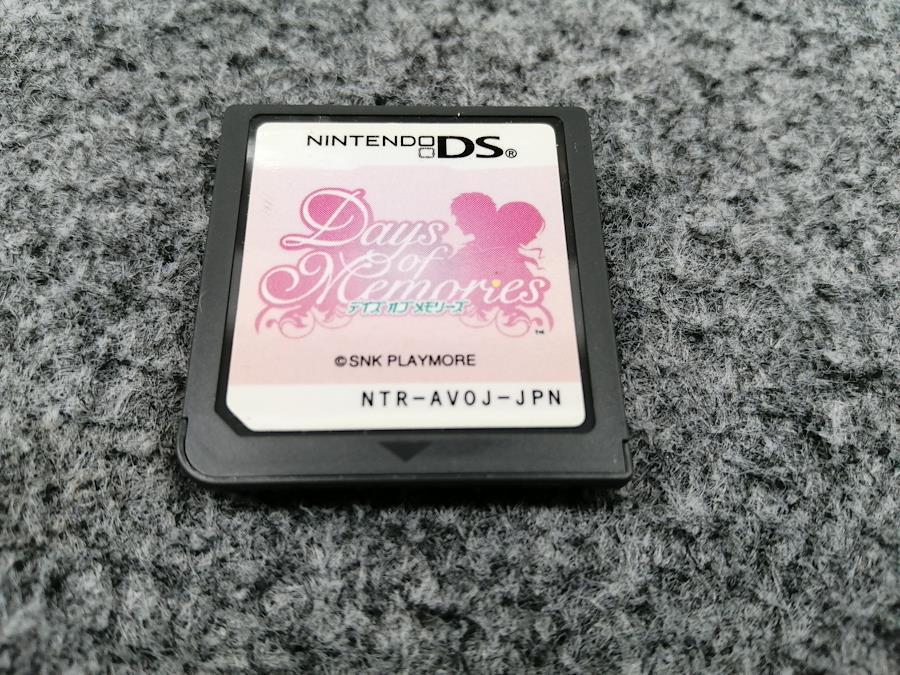 NINTENDO DS®
Days
of
Memories
デイズ オブ メモリーズ
™
©SNK PLAYMORE
NTR-AVOJ-JPN